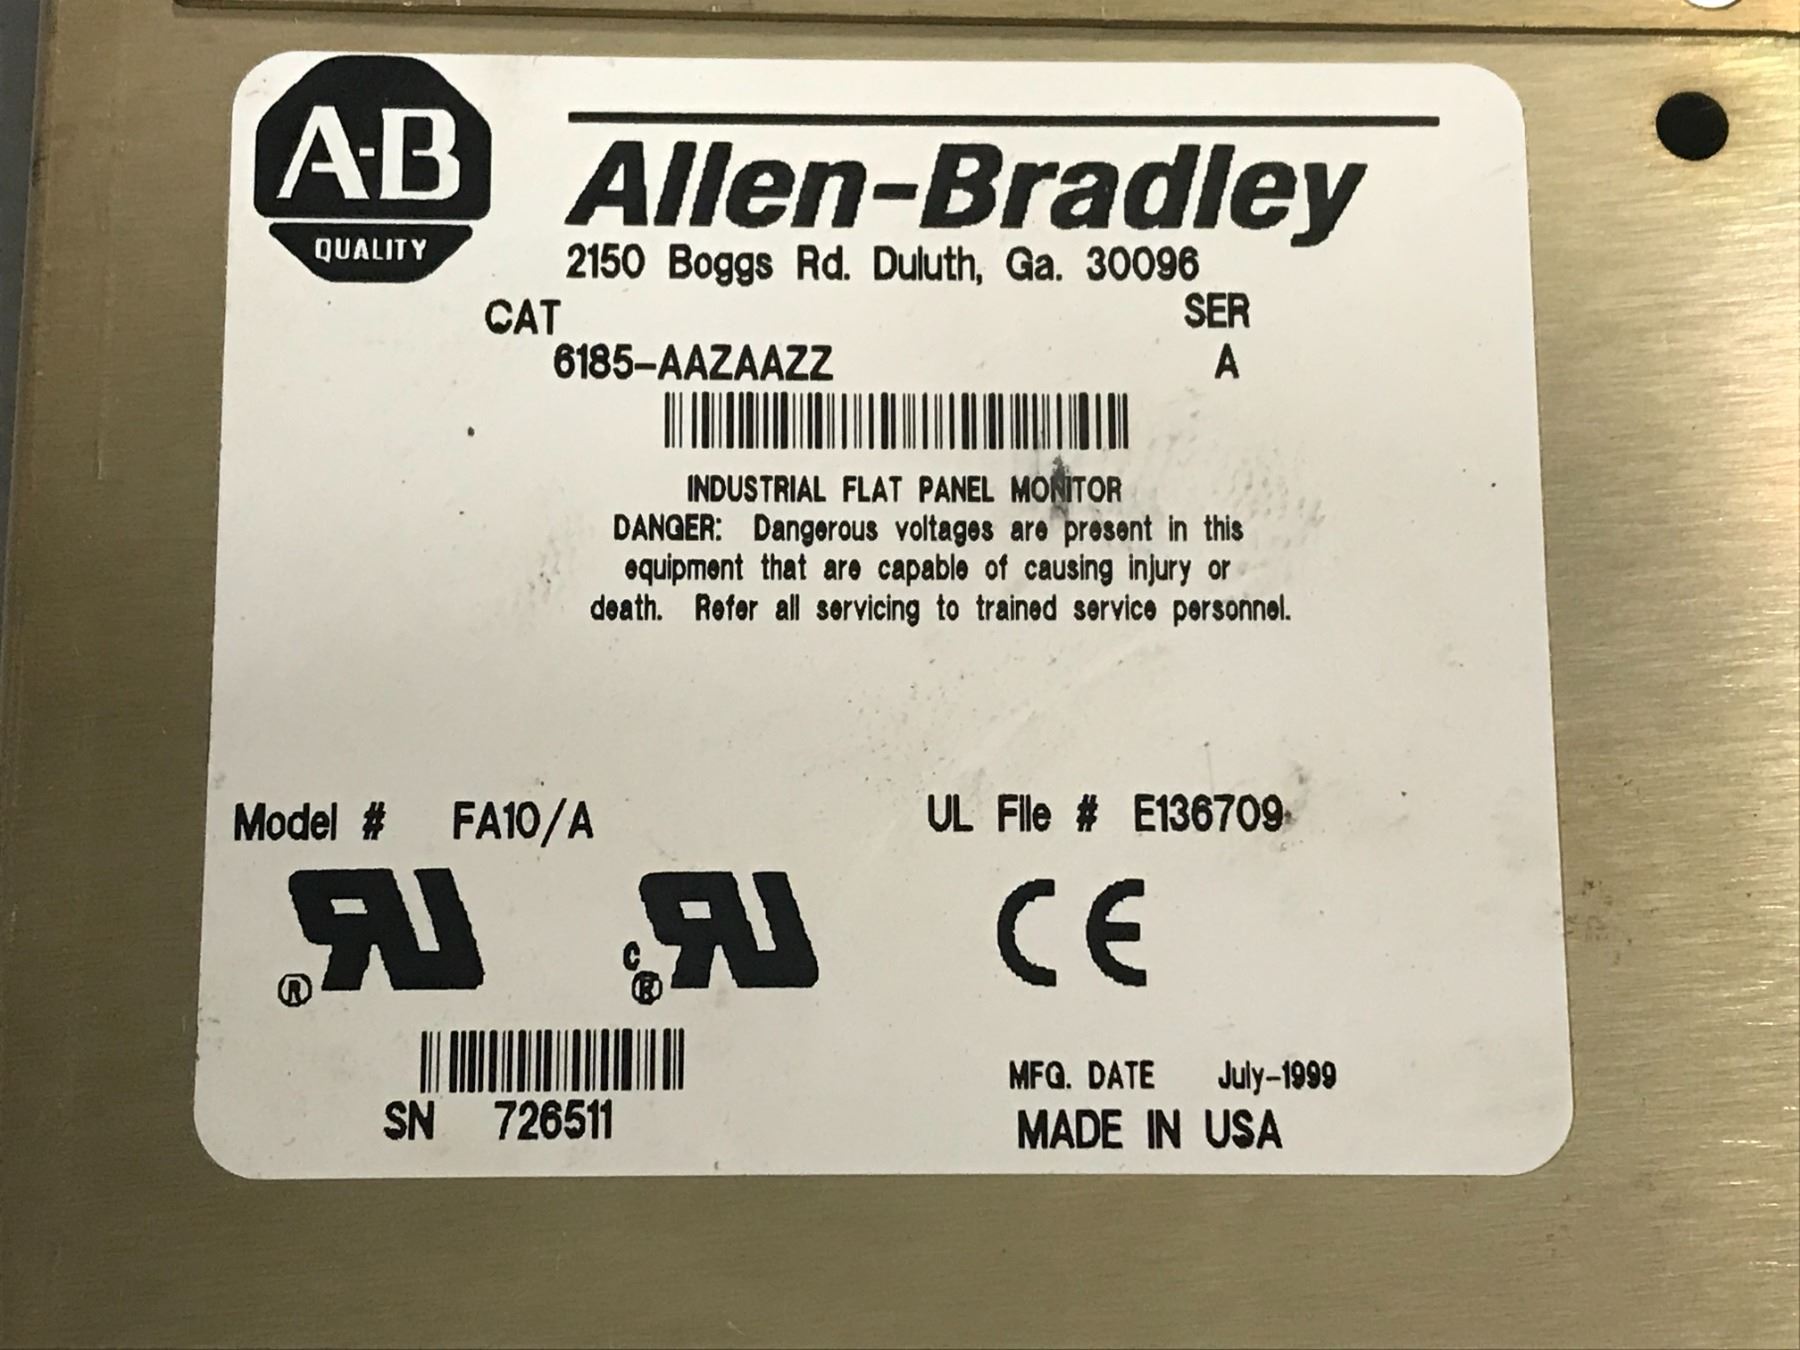 A-B
QUALITY
Allen-Bradley
2150 Boggs Rd. Duluth, Ga. 30096
CAT SER
6185-AAZAAZZ A
INDUSTRIAL FLAT PANEL MONITOR
DANGER: Dangerous voltages are present in this
equipment that are capable of causing injury or
death. Refer all servicing to trained service personnel.
Model # FA10/A UL File # E136709
RU ® C RU ® CE
SN 726511
MFG. DATE July-1999
MADE IN USA